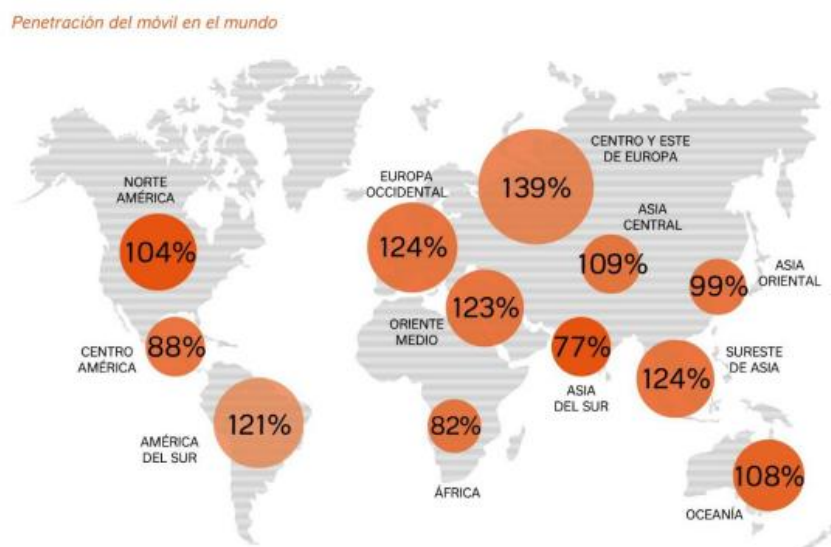 Penetración del móvil en el mundo
NORTE
AMÉRICA
104%
CENTRO
AMÉRICA
88%
AMÉRICA
DEL SUR
121%
EUROPA
OCCIDENTAL
124%
CENTRO Y ESTE
DE EUROPA
139%
ORIENTE
MEDIO
123%
ÁFRICA
82%
ASIA
CENTRAL
109%
ASIA
ORIENTAL
99%
ASIA
DEL SUR
77%
SURESTE
DE ASIA
124%
OCEANÍA
108%